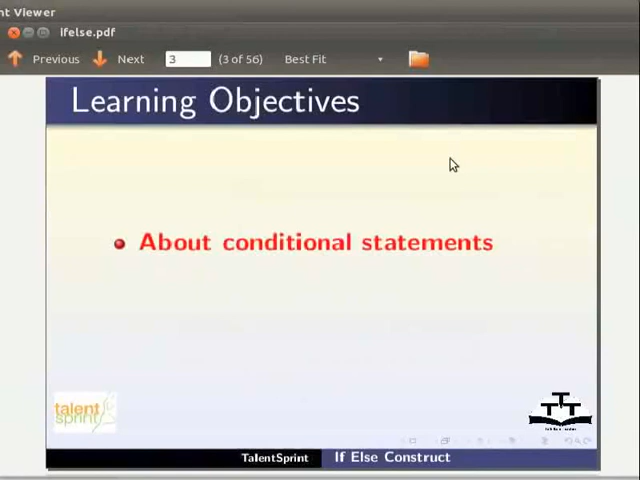 nt Viewer
ifelse.pdf
Previous Next 3 (3 of 56) Best Fit
Learning Objectives
About conditional statements
talent
sprint
TTT
TalentSprint If Else Construct